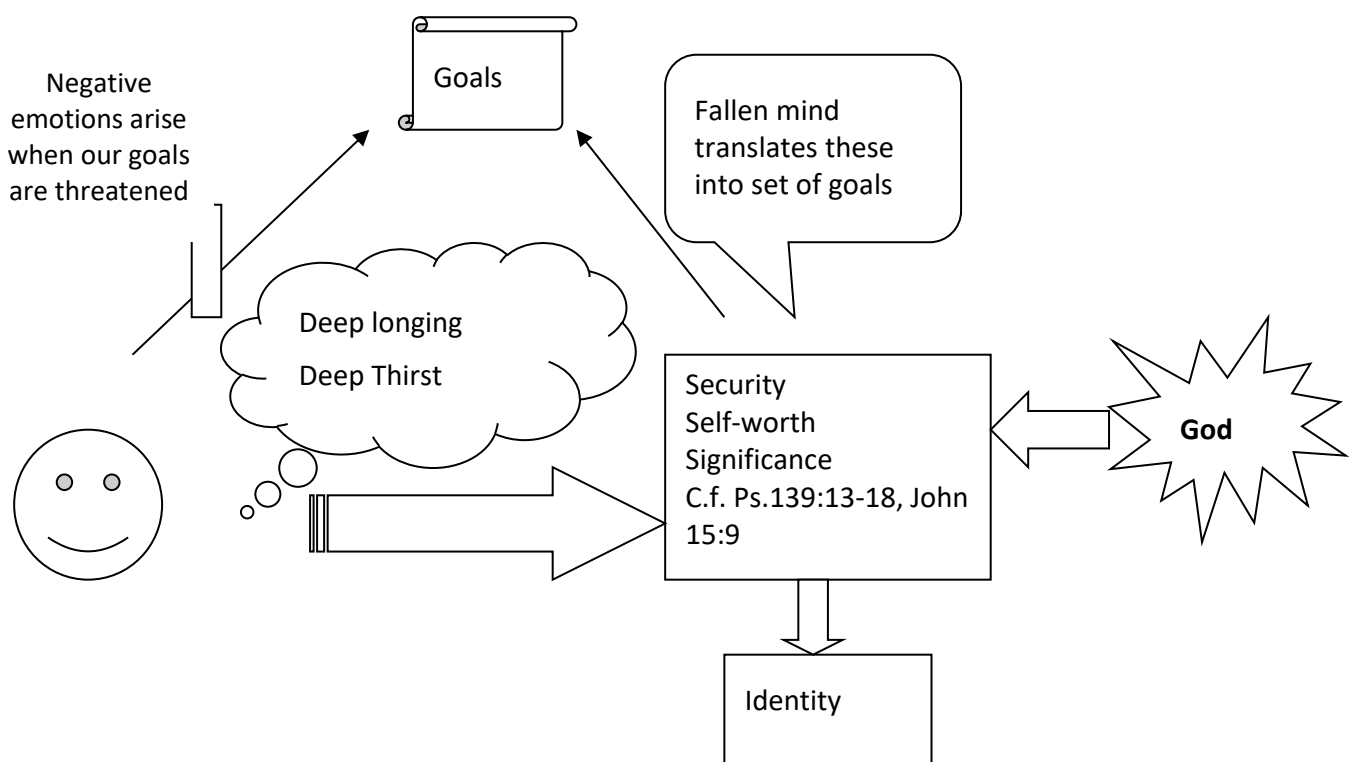 Negative
emotions arise
when our goals
are threatened
Goals
Fallen mind
translates these
into set of goals
Deep longing
Deep Thirst
Security
Self-worth
Significance
C.f. Ps.139:13-18, John
15:9
God
Identity